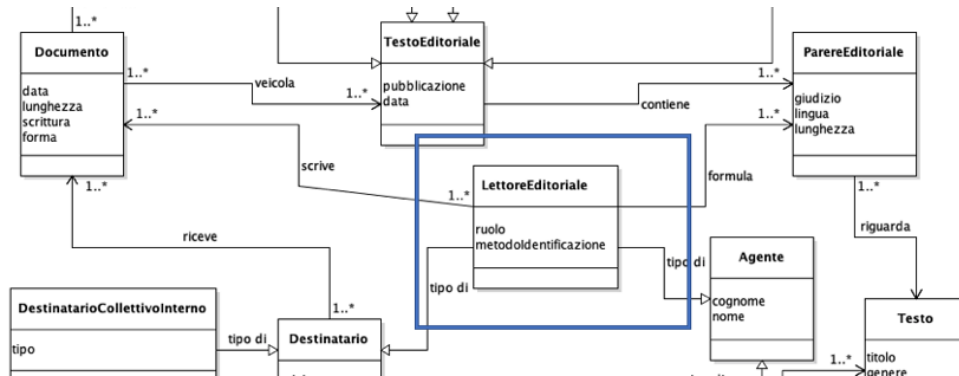 1..*
Documento
data
lunghezza
scrittura
forma
1..*
veicola
1..*
TestoEditoriale
pubblicazione
data
contiene
1..*
ParereEditoriale
giudizio
lingua
lunghezza
1..*
scrive
1..*
LettoreEditoriale
ruolo
metodoIdentificazione
formula
1..*
1..*
riceve
1..*
tipo di
tipo di
Agente
cognome
nome
1..*
riguarda
DestinatarioCollettivoInterno
tipo
tipo di
Destinatario
Testo
titolo
genere
1..*